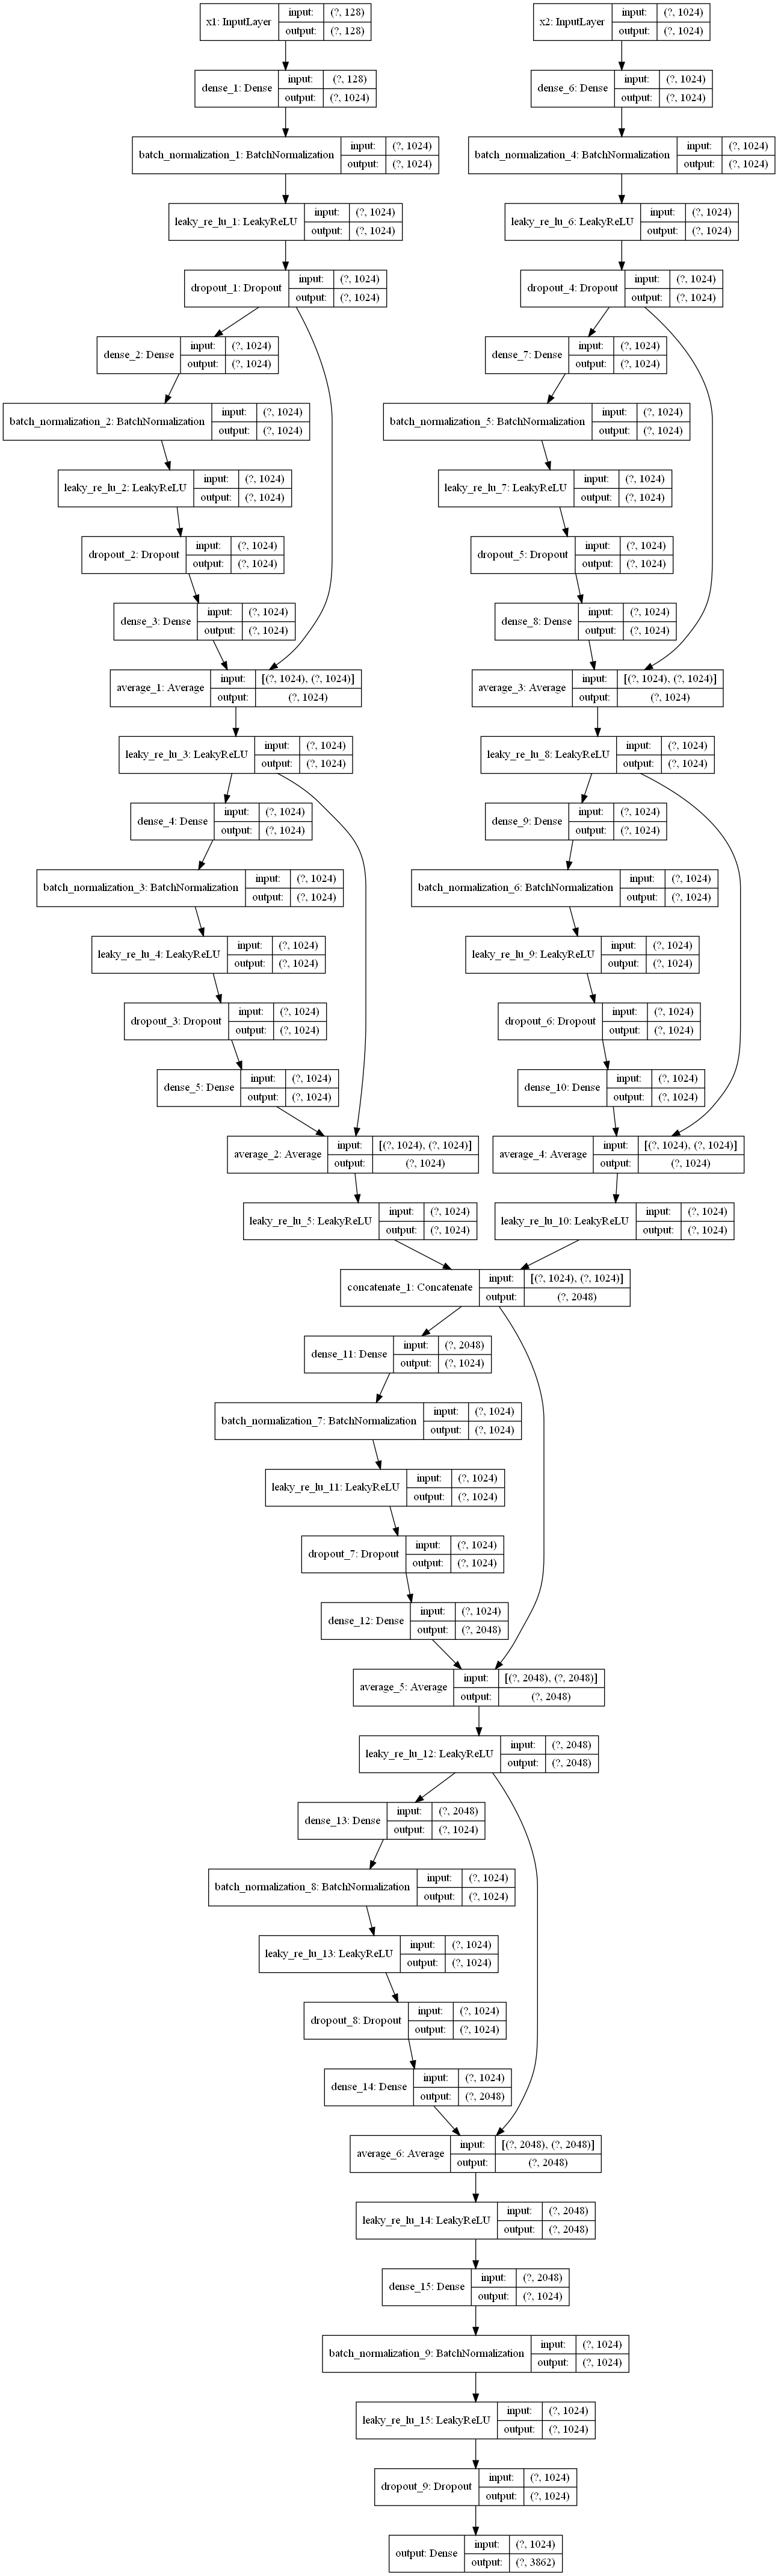 x1: InputLayer input: (?, 128) output: (?, 128)
x2: InputLayer input: (?, 1024) output: (?, 1024)
dense_1: Dense input: (?, 128) output: (?, 1024)
dense_6: Dense input: (?, 1024) output: (?, 1024)
batch_normalization_1: BatchNormalization input: (?, 1024) output: (?, 1024)
batch_normalization_4: BatchNormalization input: (?, 1024) output: (?, 1024)
leaky_re_lu_1: LeakyReLU input: (?, 1024) output: (?, 1024)
leaky_re_lu_6: LeakyReLU input: (?, 1024) output: (?, 1024)
dropout_1: Dropout input: (?, 1024) output: (?, 1024)
dropout_4: Dropout input: (?, 1024) output: (?, 1024)
dense_2: Dense input: (?, 1024) output: (?, 1024)
dense_7: Dense input: (?, 1024) output: (?, 1024)
batch_normalization_2: BatchNormalization input: (?, 1024) output: (?, 1024)
batch_normalization_5: BatchNormalization input: (?, 1024) output: (?, 1024)
leaky_re_lu_2: LeakyReLU input: (?, 1024) output: (?, 1024)
leaky_re_lu_7: LeakyReLU input: (?, 1024) output: (?, 1024)
dropout_2: Dropout input: (?, 1024) output: (?, 1024)
dropout_5: Dropout input: (?, 1024) output: (?, 1024)
dense_3: Dense input: (?, 1024) output: (?, 1024)
dense_8: Dense input: (?, 1024) output: (?, 1024)
average_1: Average input: [(?, 1024), (?, 1024)] output: (?, 1024)
average_3: Average input: [(?, 1024), (?, 1024)] output: (?, 1024)
leaky_re_lu_3: LeakyReLU input: (?, 1024) output: (?, 1024)
leaky_re_lu_8: LeakyReLU input: (?, 1024) output: (?, 1024)
dense_4: Dense input: (?, 1024) output: (?, 1024)
dense_9: Dense input: (?, 1024) output: (?, 1024)
batch_normalization_3: BatchNormalization input: (?, 1024) output: (?, 1024)
batch_normalization_6: BatchNormalization input: (?, 1024) output: (?, 1024)
leaky_re_lu_4: LeakyReLU input: (?, 1024) output: (?, 1024)
leaky_re_lu_9: LeakyReLU input: (?, 1024) output: (?, 1024)
dropout_3: Dropout input: (?, 1024) output: (?, 1024)
dropout_6: Dropout input: (?, 1024) output: (?, 1024)
dense_5: Dense input: (?, 1024) output: (?, 1024)
dense_10: Dense input: (?, 1024) output: (?, 1024)
average_2: Average input: [(?, 1024), (?, 1024)] output: (?, 1024)
average_4: Average input: [(?, 1024), (?, 1024)] output: (?, 1024)
leaky_re_lu_5: LeakyReLU input: (?, 1024) output: (?, 1024)
leaky_re_lu_10: LeakyReLU input: (?, 1024) output: (?, 1024)
concatenate_1: Concatenate input: [(?, 1024), (?, 1024)] output: (?, 2048)
dense_11: Dense input: (?, 2048) output: (?, 1024)
batch_normalization_7: BatchNormalization input: (?, 1024) output: (?, 1024)
leaky_re_lu_11: LeakyReLU input: (?, 1024) output: (?, 1024)
dropout_7: Dropout input: (?, 1024) output: (?, 1024)
dense_12: Dense input: (?, 1024) output: (?, 2048)
average_5: Average input: [(?, 2048), (?, 2048)] output: (?, 2048)
leaky_re_lu_12: LeakyReLU input: (?, 2048) output: (?, 2048)
dense_13: Dense input: (?, 2048) output: (?, 1024)
batch_normalization_8: BatchNormalization input: (?, 1024) output: (?, 1024)
leaky_re_lu_13: LeakyReLU input: (?, 1024) output: (?, 1024)
dropout_8: Dropout input: (?, 1024) output: (?, 1024)
dense_14: Dense input: (?, 1024) output: (?, 2048)
average_6: Average input: [(?, 2048), (?, 2048)] output: (?, 2048)
leaky_re_lu_14: LeakyReLU input: (?, 2048) output: (?, 2048)
dense_15: Dense input: (?, 2048) output: (?, 1024)
batch_normalization_9: BatchNormalization input: (?, 1024) output: (?, 1024)
leaky_re_lu_15: LeakyReLU input: (?, 1024) output: (?, 1024)
dropout_9: Dropout input: (?, 1024) output: (?, 1024)
output: Dense input: (?, 1024) output: (?, 3862)